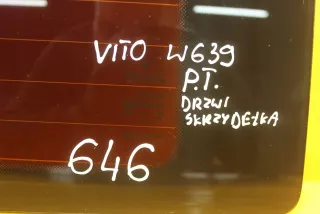 VITO W639
P.T.
DRZWI
SKRZYDEŁKA
646